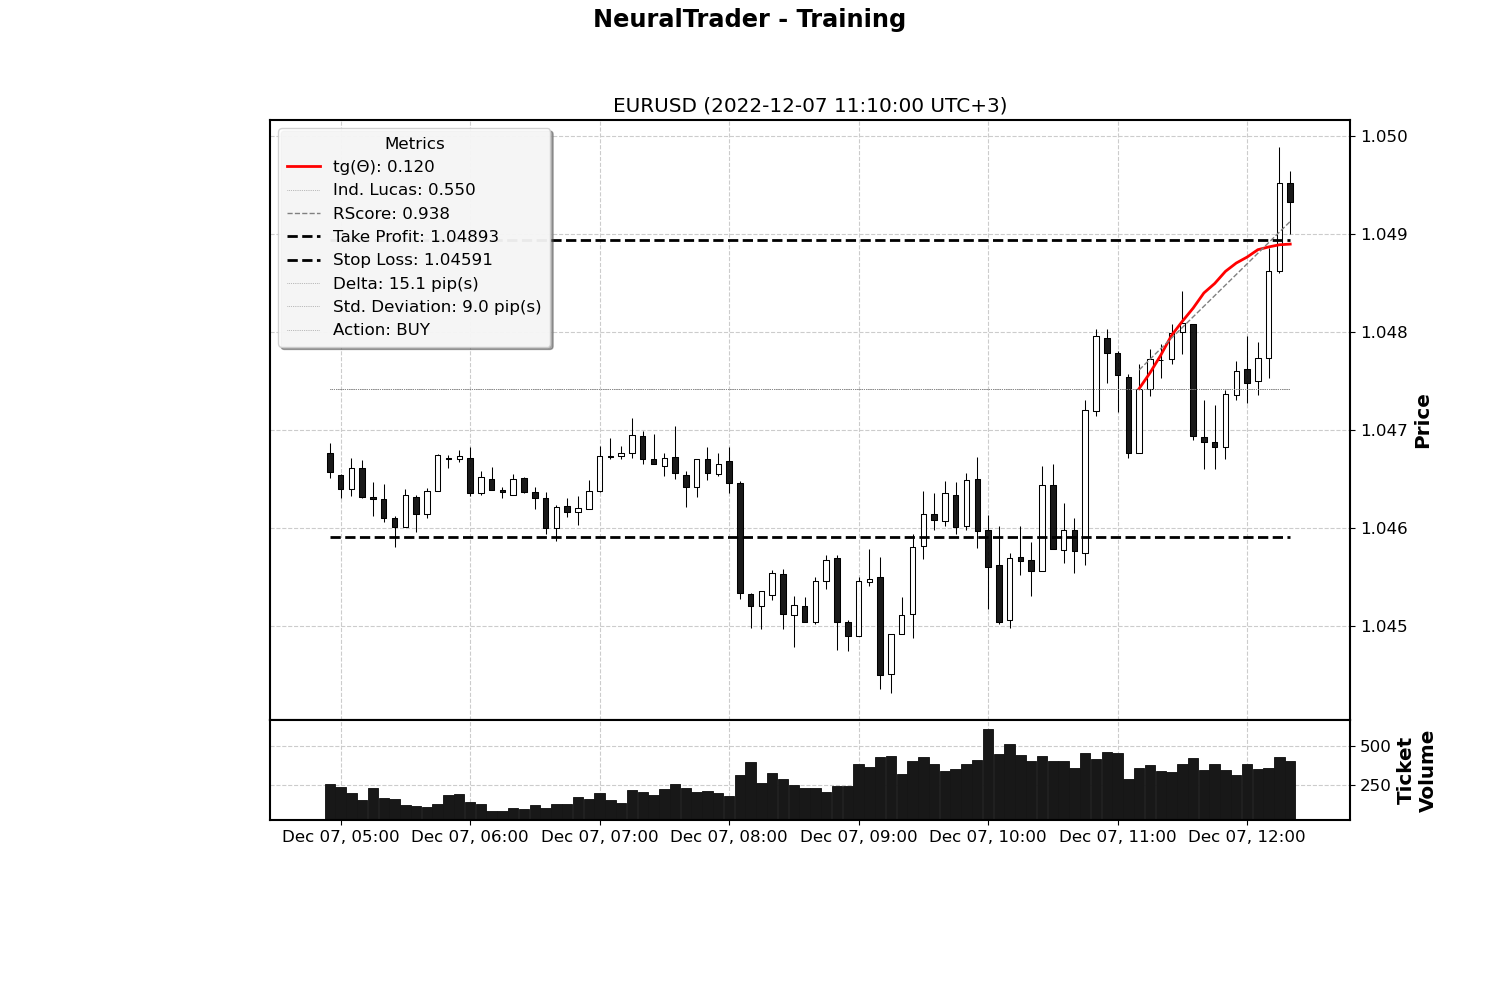 NeuralTrader - Training
EURUSD (2022-12-07 11:10:00 UTC+3)
Metrics
tg(Θ): 0.120
Ind. Lucas: 0.550
RScore: 0.938
Take Profit: 1.04893
Stop Loss: 1.04591
Delta: 15.1 pip(s)
Std. Deviation: 9.0 pip(s)
Action: BUY
1.050
1.049
1.048
1.047
1.046
1.045
Price
500
250
Ticket
Volume
Dec 07, 05:00
Dec 07, 06:00
Dec 07, 07:00
Dec 07, 08:00
Dec 07, 09:00
Dec 07, 10:00
Dec 07, 11:00
Dec 07, 12:00